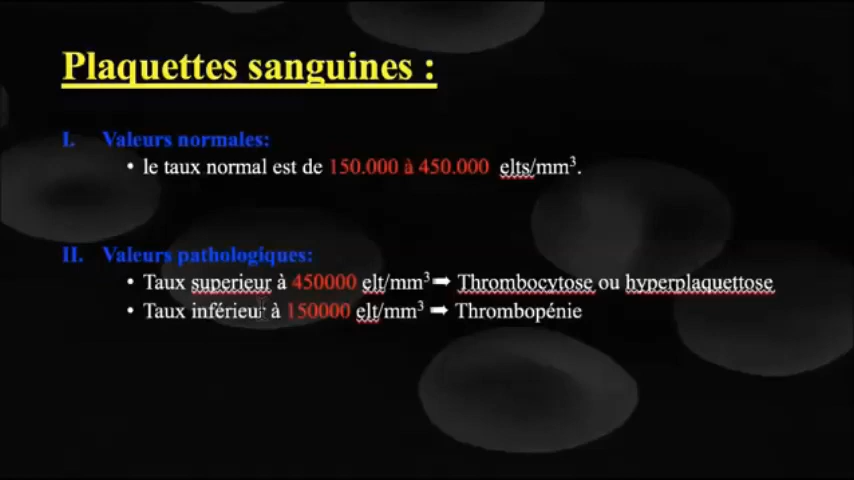 Plaquettes sanguines :
I. Valeurs normales:
• le taux normal est de 150.000 à 450.000 elts/mm³.
II. Valeurs pathologiques:
• Taux superieur à 450000 elt/mm³➡ Thrombocytose ou hyperplaquettose
• Taux inférieur à 150000 elt/mm³ ➡ Thrombopénie